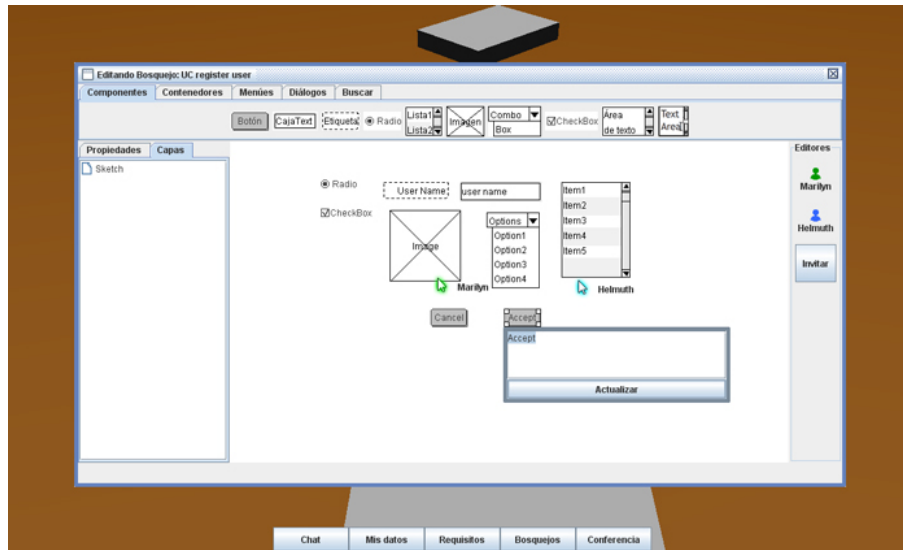 Editando Bosquejo: UC register user
Componentes Contenedores Menúes Diálogos Buscar
Botón CajaText Etiqueta Radio Lista1 Lista2 Imagen Combo Box CheckBox Área de texto Text Area
Propiedades Capas
Editores
Sketch
Marilyn
Helmuth
Invitar
Radio
User Name
user name
CheckBox
Image
Options
Option1
Option2
Option3
Option4
Item1
Item2
Item3
Item4
Item5
Marilyn
Helmuth
Cancel
Accept
Accept
Actualizar
Chat Mis datos Requisitos Bosquejos Conferencia